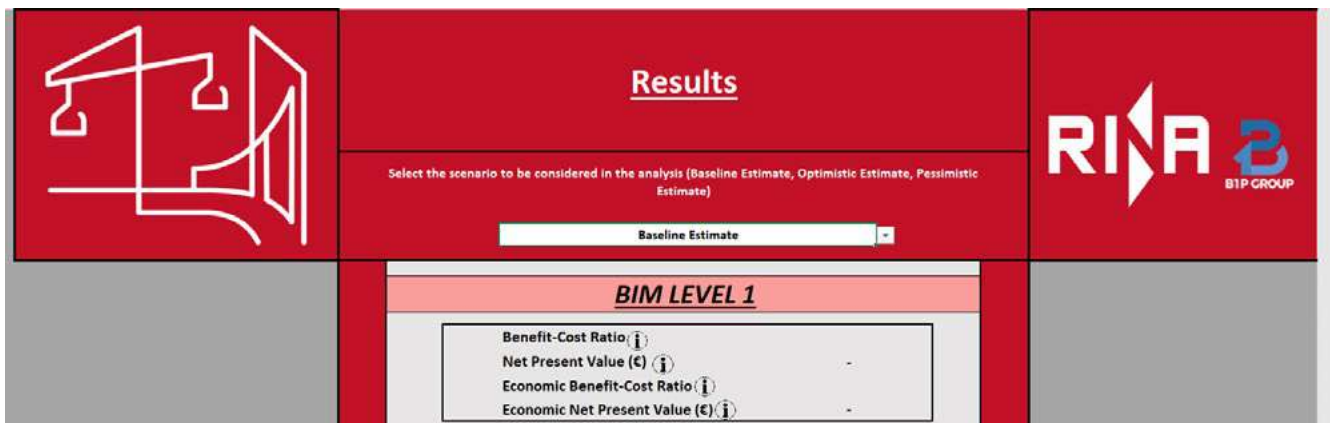 Results
RINA
B1P GROUP
Select the scenario to be considered in the analysis (Baseline Estimate, Optimistic Estimate, Pessimistic
Estimate)
Baseline Estimate
BIM LEVEL 1
Benefit-Cost Ratio i
Net Present Value (€) i -
Economic Benefit-Cost Ratio i
Economic Net Present Value (€) i -